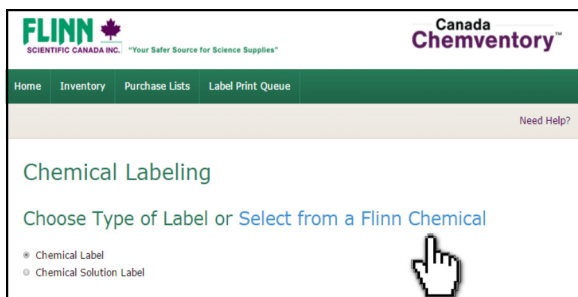 FLINN
SCIENTIFIC CANADA INC. "Your Safer Source for Science Supplies"
Canada
Chemventory™
Home Inventory Purchase Lists Label Print Queue
Need Help?
Chemical Labeling
Choose Type of Label or Select from a Flinn Chemical
Chemical Label
Chemical Solution Label